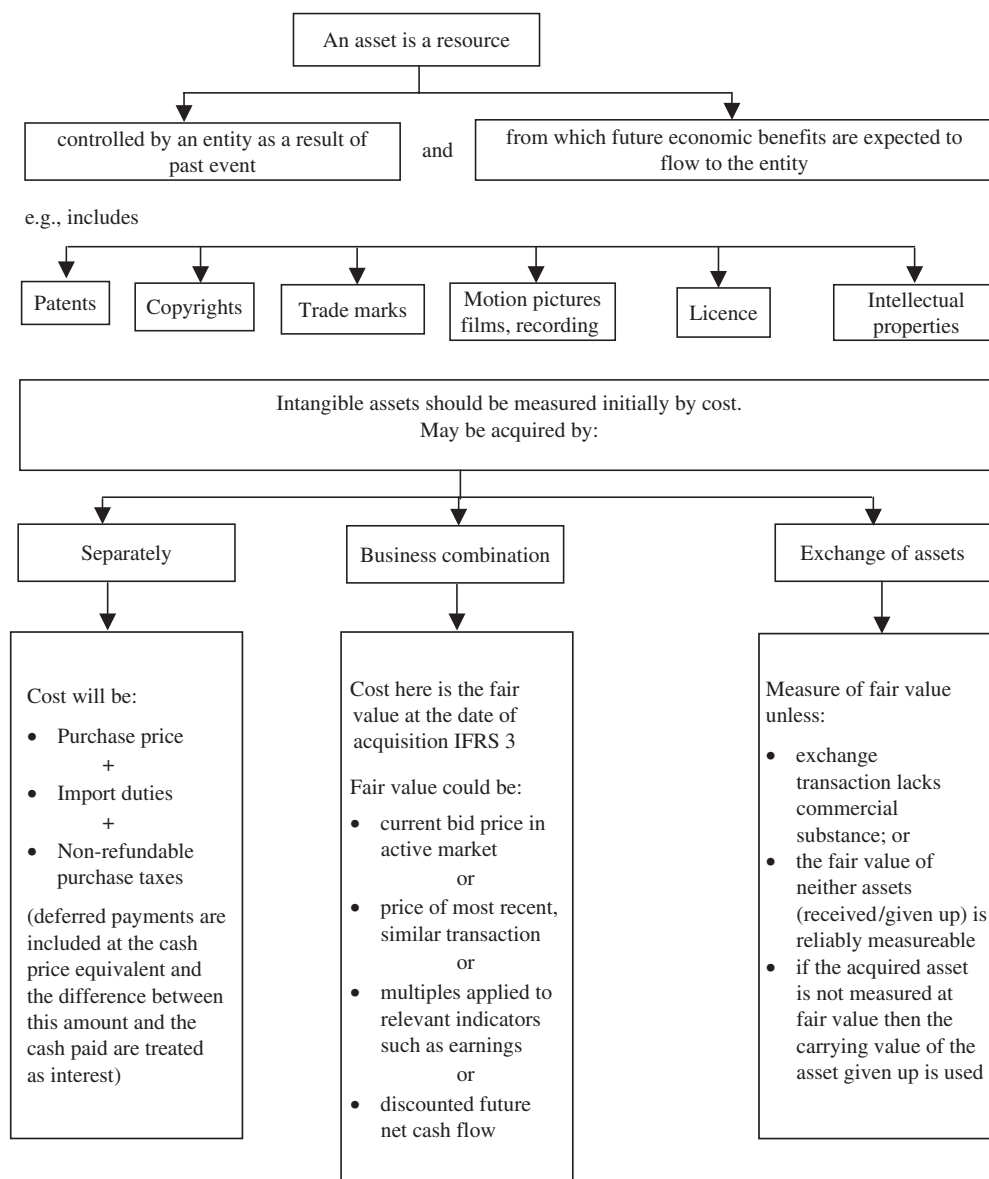 An asset is a resource
controlled by an entity as a result of
past event
and
from which future economic benefits are expected to
flow to the entity
e.g., includes
Patents
Copyrights
Trade marks
Motion pictures
films, recording
Licence
Intellectual
properties
Intangible assets should be measured initially by cost.
May be acquired by:
Separately
Business combination
Exchange of assets
Cost will be:
• Purchase price
+
• Import duties
+
• Non-refundable
purchase taxes
(deferred payments are
included at the cash
price equivalent and
the difference between
this amount and the
cash paid are treated
as interest)
Cost here is the fair
value at the date of
acquisition IFRS 3
Fair value could be:
• current bid price in
active market
or
• price of most recent,
similar transaction
or
• multiples applied to
relevant indicators
such as earnings
or
• discounted future
net cash flow
Measure of fair value
unless:
• exchange
transaction lacks
commercial
substance; or
• the fair value of
neither assets
(received/given up) is
reliably measureable
• if the acquired asset
is not measured at
fair value then the
carrying value of the
asset given up is used